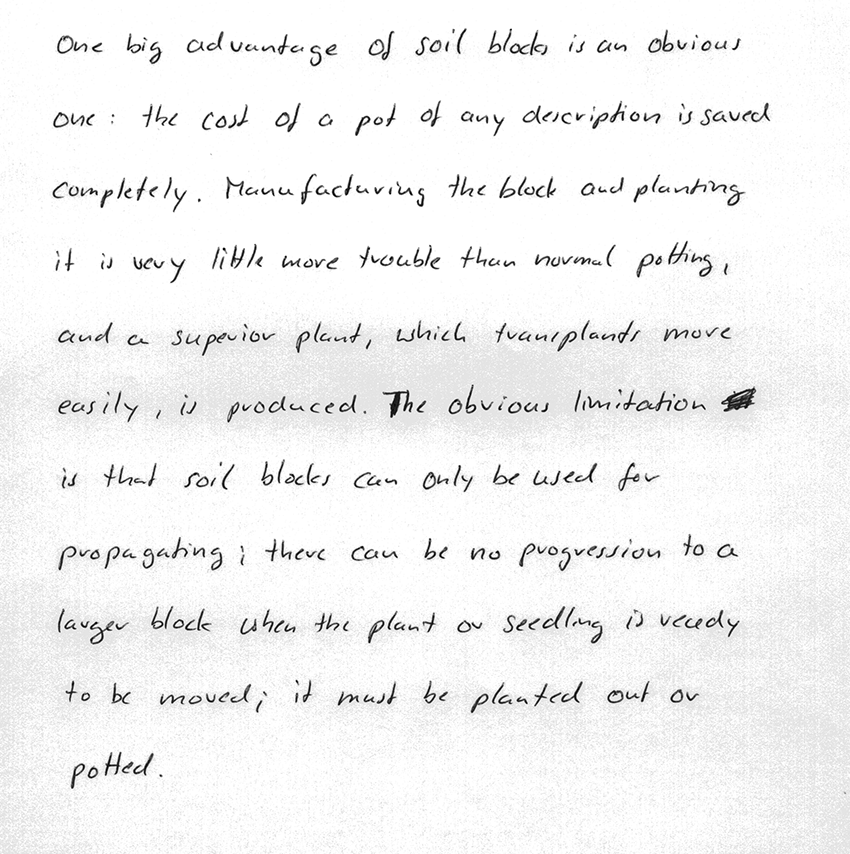 One big advantage of soil blocks is an obvious
one: the cost of a pot of any description is saved
completely. Manufacturing the block and planting
it is very little more trouble than normal potting,
and a superior plant, which transplants more
easily, is produced. The obvious limitation
is that soil blocks can only be used for
propagating; there can be no progression to a
larger block when the plant or seedling is ready
to be moved; it must be planted out or
potted.